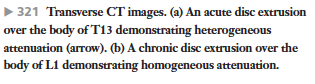 ▶ 321 Transverse CT images. (a) An acute disc extrusion
over the body of T13 demonstrating heterogeneous
attenuation (arrow). (b) A chronic disc extrusion over the
body of L1 demonstrating homogeneous attenuation.